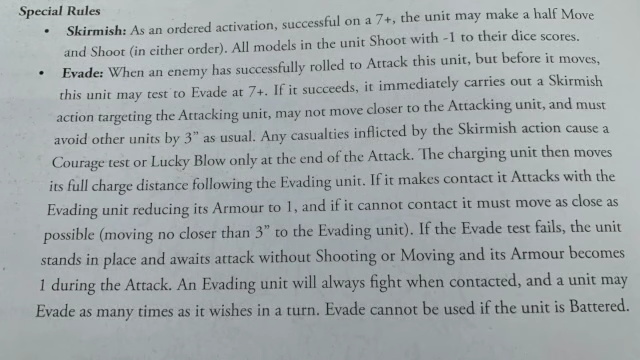 Special Rules
• Skirmish: As an ordered activation, successful on a 7+, the unit may make a half Move
and Shoot (in either order). All models in the unit Shoot with -1 to their dice scores.
• Evade: When an enemy has successfully rolled to Attack this unit, but before it moves,
this unit may test to Evade at 7+. If it succeeds, it immediately carries out a Skirmish
action targeting the Attacking unit, may not move closer to the Attacking unit, and must
avoid other units by 3” as usual. Any casualties inflicted by the Skirmish action cause a
Courage test or Lucky Blow only at the end of the Attack. The charging unit then moves
its full charge distance following the Evading unit. If it makes contact it Attacks with the
Evading unit reducing its Armour to 1, and if it cannot contact it must move as close as
possible (moving no closer than 3” to the Evading unit). If the Evade test fails, the unit
stands in place and awaits attack without Shooting or Moving and its Armour becomes
1 during the Attack. An Evading unit will always fight when contacted, and a unit may
Evade as many times as it wishes in a turn. Evade cannot be used if the unit is Battered.